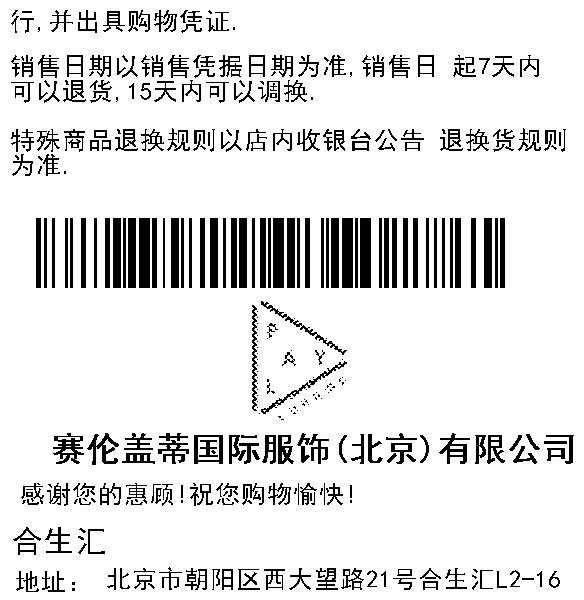 行,并出具购物凭证.
销售日期以销售凭据日期为准,销售日 起7天内
可以退货,15天内可以调换.
特殊商品退换规则以店内收银台公告 退换货规则
为准.
PLAY
赛伦盖蒂国际服饰(北京)有限公司
感谢您的惠顾!祝您购物愉快!
合生汇
地址: 北京市朝阳区西大望路21号合生汇L2-16